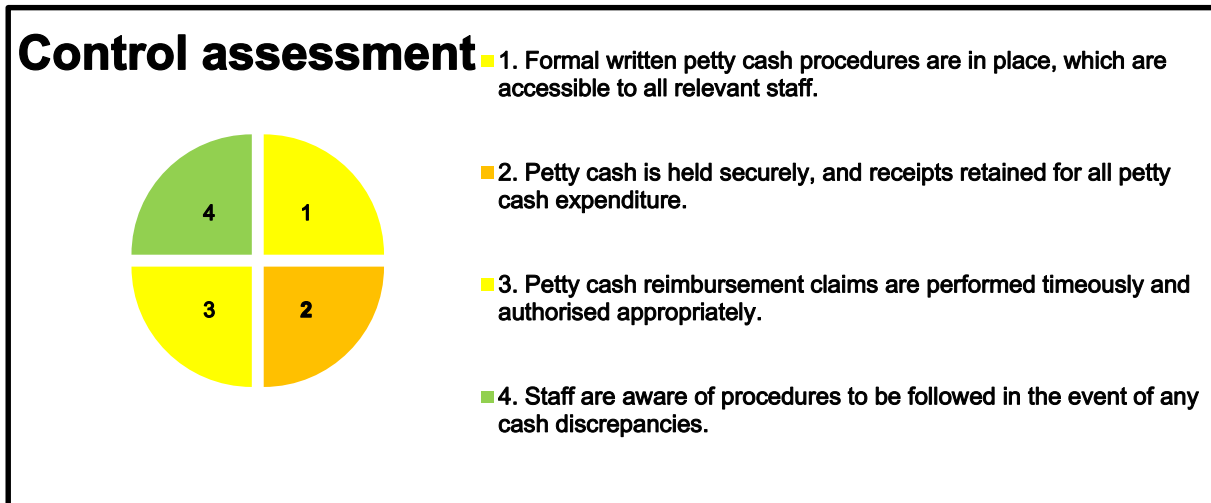 Control assessment
1. Formal written petty cash procedures are in place, which are
accessible to all relevant staff.
2. Petty cash is held securely, and receipts retained for all petty
cash expenditure.
3. Petty cash reimbursement claims are performed timeously and
authorised appropriately.
4. Staff are aware of procedures to be followed in the event of any
cash discrepancies.
4
1
3
2